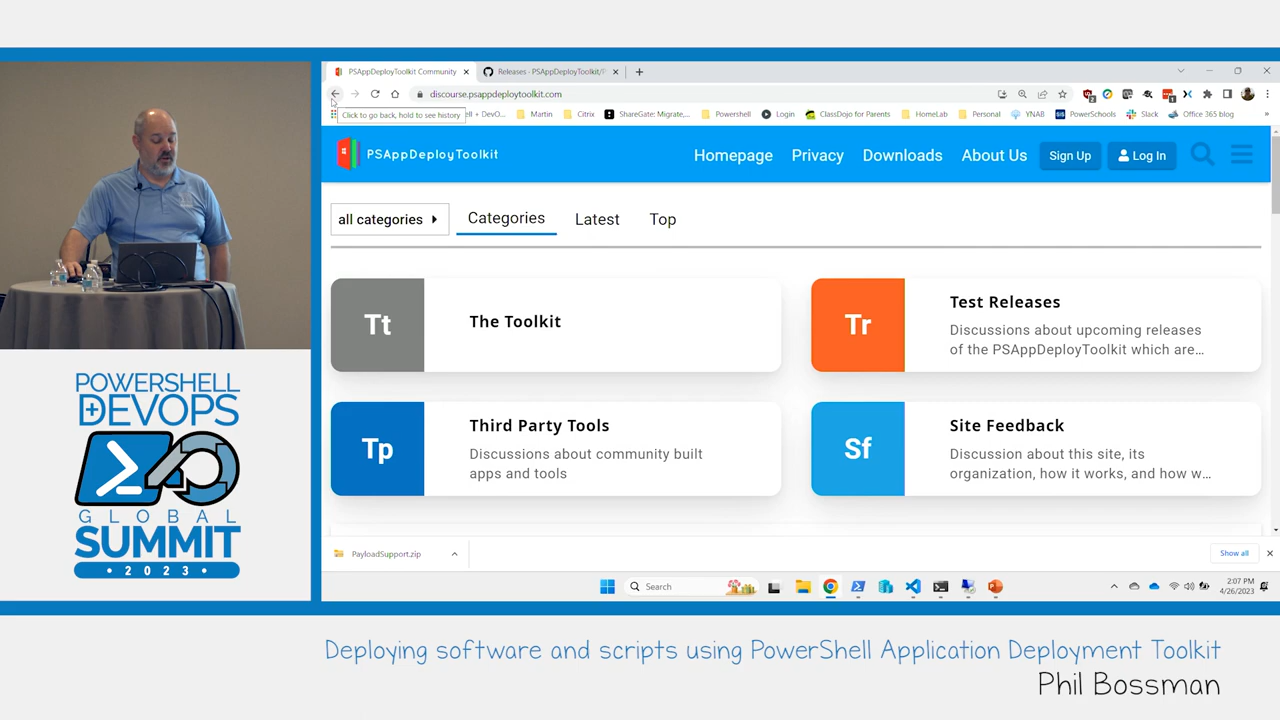 PSAppDeployToolkit Community
Releases · PSAppDeployToolkit/
discourse.psappdeploytoolkit.com
Click to go back, hold to see history
ll + DevO...
Martin
Citrix
ShareGate: Migrate,...
Powershell
Login
ClassDojo for Parents
HomeLab
Personal
YNAB
PowerSchools
Slack
Office 365 blog
»
PSAppDeployToolkit
Homepage
Privacy
Downloads
About Us
Sign Up
Log In
all categories
Categories
Latest
Top
Tt
The Toolkit
Tr
Test Releases
Discussions about upcoming releases
of the PSAppDeployToolkit which are…
Tp
Third Party Tools
Discussions about community built
apps and tools
Sf
Site Feedback
Discussion about this site, its
organization, how it works, and how w…
PayloadSupport.zip
Show all
Search
2:07 PM
4/26/2023
POWERSHELL
+DEVOPS
GLOBAL
SUMMIT
• 2023 •
Deploying software and scripts using PowerShell Application Deployment Toolkit
Phil Bossman